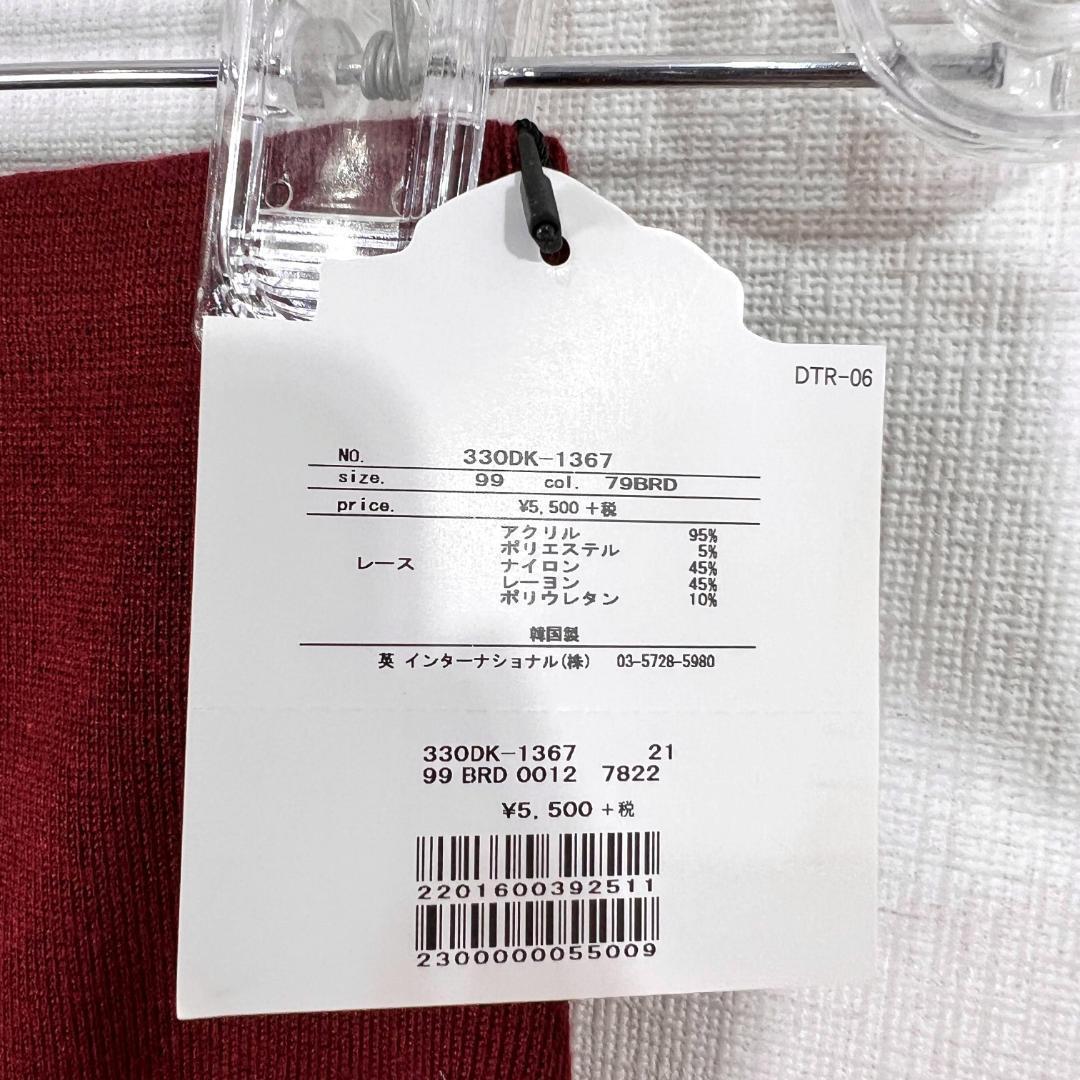 DTR-06
NO. 330DK-1367
size. 99 col. 79BRD
price. ¥5,500+税
アクリル 95%
ポリエステル 5%
レース ナイロン 45%
レーヨン 45%
ポリウレタン 10%
韓国製
英 インターナショナル(株) 03-5728-5980
330DK-1367 21
99 BRD 0012 7822
¥5,500+税
2201600392511
2300000055009